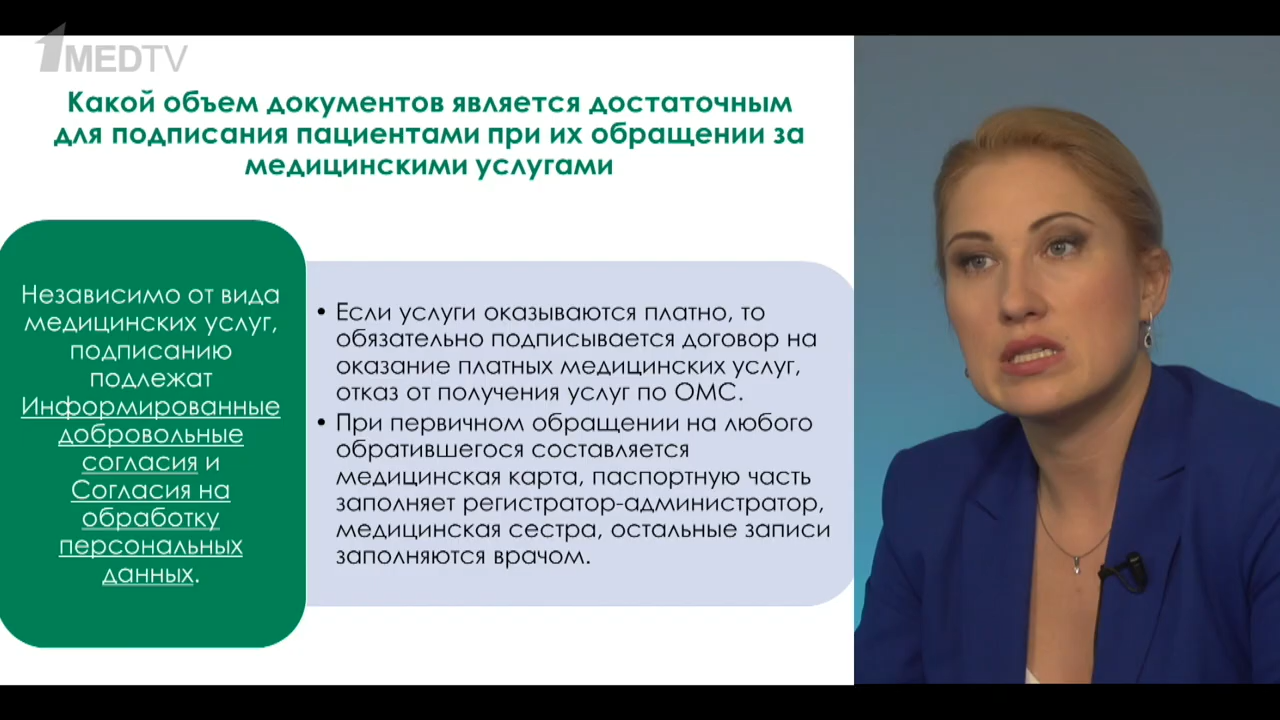 1MEDTV
Какой объем документов является достаточным
для подписания пациентами при их обращении за
медицинскими услугами
Независимо от вида
медицинских услуг,
подписанию
подлежат
Информированные
добровольные
согласия и
Согласия на
обработку
персональных
данных.
• Если услуги оказываются платно, то
обязательно подписывается договор на
оказание платных медицинских услуг,
отказ от получения услуг по ОМС.
• При первичном обращении на любого
обратившегося составляется
медицинская карта, паспортную часть
заполняет регистратор-администратор,
медицинская сестра, остальные записи
заполняются врачом.